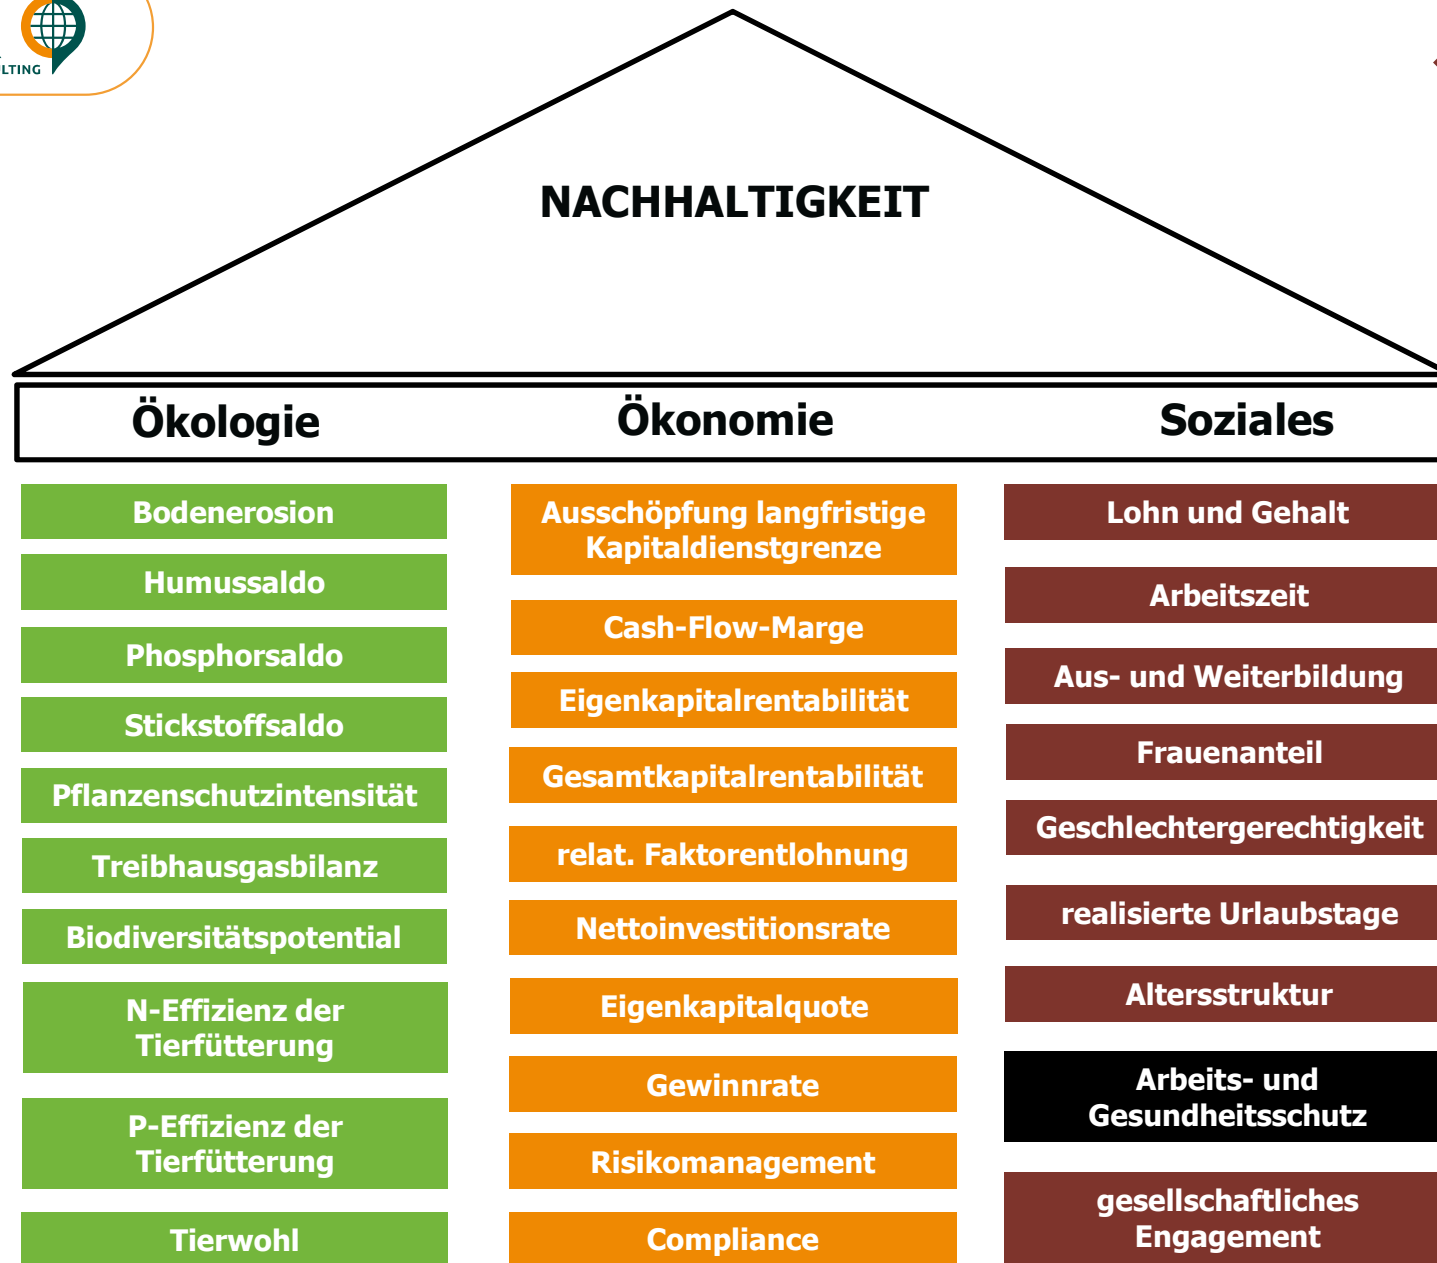 NACHHALTIGKEIT
Ökologie
Ökonomie
Soziales
Bodenerosion
Humussaldo
Phosphorsaldo
Stickstoffsaldo
Pflanzenschutzintensität
Treibhausgasbilanz
Biodiversitätspotential
N-Effizienz der
Tierfütterung
P-Effizienz der
Tierfütterung
Tierwohl
Ausschöpfung langfristige
Kapitaldienstgrenze
Cash-Flow-Marge
Eigenkapitalrentabilität
Gesamtkapitalrentabilität
relat. Faktorentlohnung
Nettoinvestitionsrate
Eigenkapitalquote
Gewinnrate
Risikomanagement
Compliance
Lohn und Gehalt
Arbeitszeit
Aus- und Weiterbildung
Frauenanteil
Geschlechtergerechtigkeit
realisierte Urlaubstage
Altersstruktur
Arbeits- und
Gesundheitsschutz
gesellschaftliches
Engagement